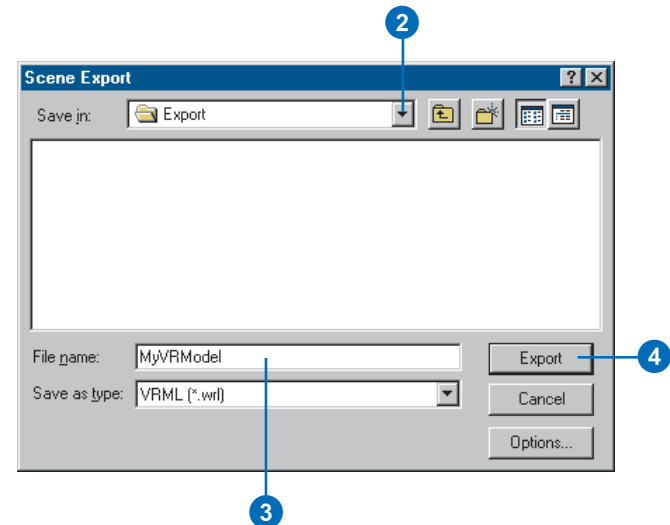 2
Scene Export
Save in: Export
File name: MyVRModel Export 4
Save as type: VRML (*.wrl) Cancel
Options...
3